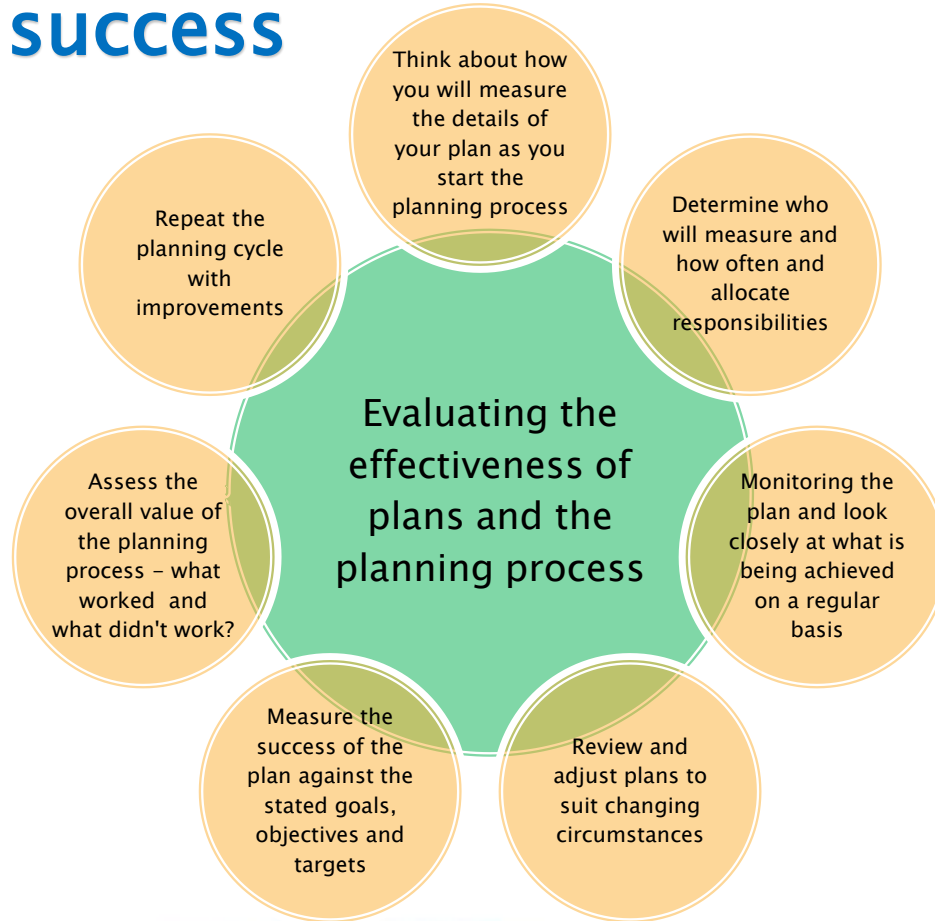 success
Think about how
you will measure
the details of
your plan as you
start the
planning process
Determine who
will measure and
how often and
allocate
responsibilities
Monitoring the
plan and look
closely at what is
being achieved
on a regular
basis
Review and
adjust plans to
suit changing
circumstances
Measure the
success of the
plan against the
stated goals,
objectives and
targets
Assess the
overall value of
the planning
process – what
worked  and
what didn't work?
Repeat the
planning cycle
with
improvements
Evaluating the
effectiveness of
plans and the
planning process